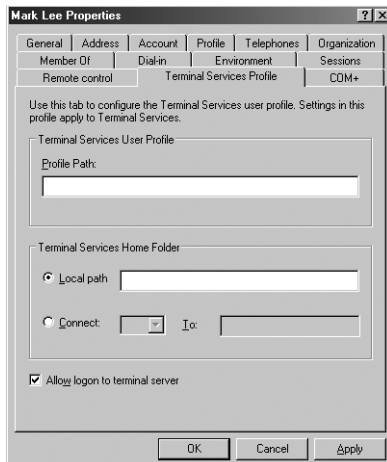 Mark Lee Properties
General Address Account Profile Telephones Organization
Member Of Dial-in Environment Sessions
Remote control Terminal Services Profile COM+
Use this tab to configure the Terminal Services user profile. Settings in this
profile apply to Terminal Services.
Terminal Services User Profile
Profile Path:
Terminal Services Home Folder
Local path
Connect: To:
Allow logon to terminal server
OK Cancel Apply